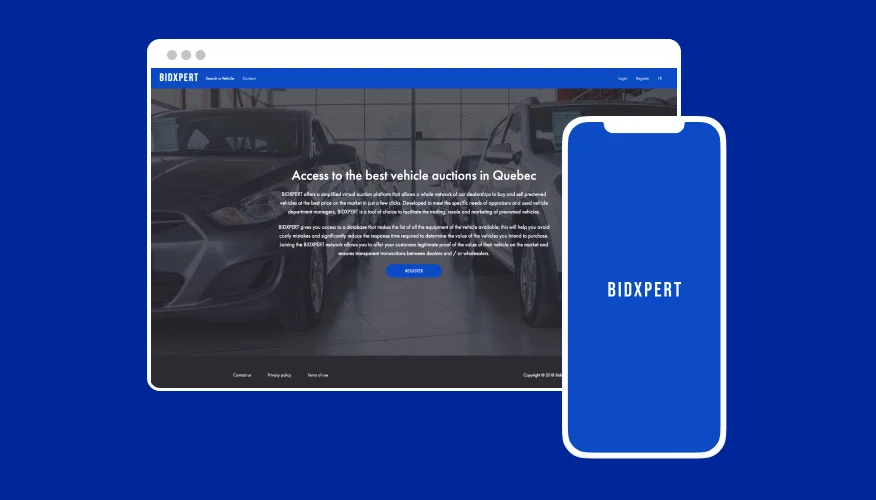 BIDXPERT Search a Vehicle Contact Login Register FR
Access to the best vehicle auctions in Quebec
BIDXPERT offers a simplified virtual auction platform that allows a whole network of car dealerships to buy and sell preowned
vehicles at the best price on the market in just a few clicks. Developed to meet the specific needs of appraisers and used vehicle
department managers, BIDXPERT is a tool of choice to facilitate the trading, resale and marketing of preowned vehicles.
BIDXPERT gives you access to a database that makes the list of all the equipment of the vehicle available; this will help you avoid
costly mistakes and significantly reduce the response time required to determine the value of the vehicles you intend to purchase.
Joining the BIDXPERT network allows you to offer your customers legitimate proof of the value of their vehicle on the market and
ensures transparent transactions between dealers and / or wholesalers.
REGISTER
BIDXPERT
Contact us Privacy policy Terms of use Copyright © 2018